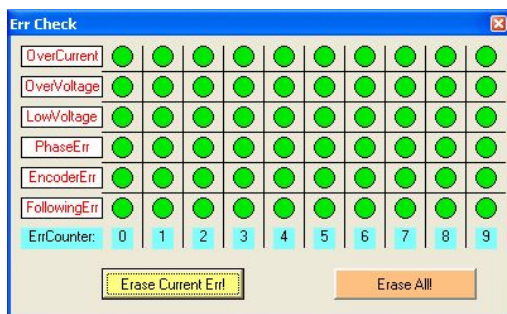 Err Check
OverCurrent
OverVoltage
LowVoltage
PhaseErr
EncoderErr
FollowingErr
ErrCounter: 0 1 2 3 4 5 6 7 8 9
Erase Current Err! Erase All!